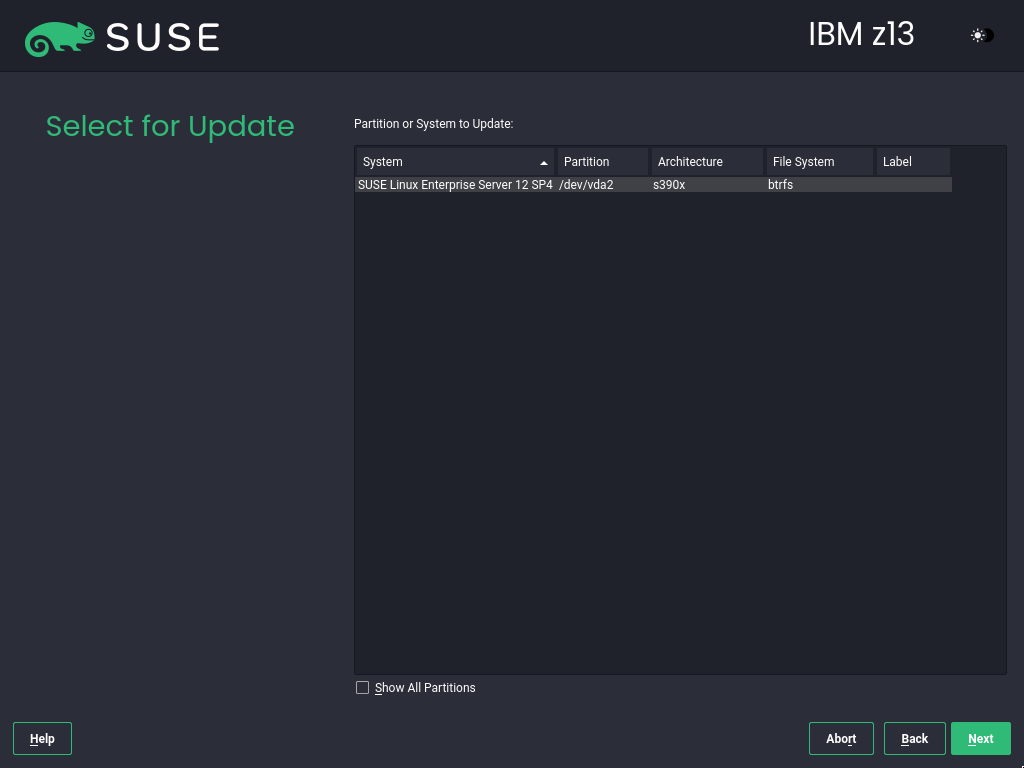 SUSE
IBM z13
Select for Update
Partition or System to Update:
System Partition Architecture File System Label
SUSE Linux Enterprise Server 12 SP4 /dev/vda2 s390x btrfs
Show All Partitions
Help Abort Back Next